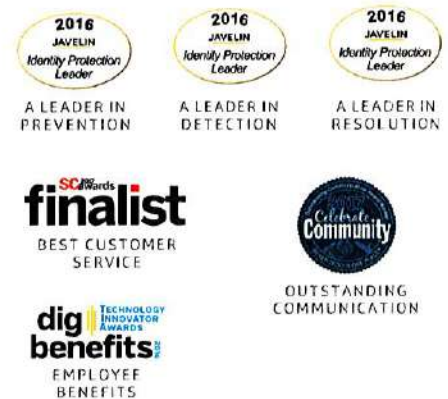 2016
JAVELIN
Identity Protection
Leader
A LEADER IN
PREVENTION
2016
JAVELIN
Identity Protection
Leader
A LEADER IN
DETECTION
2016
JAVELIN
Identity Protection
Leader
A LEADER IN
RESOLUTION
SC awards
finalist
BEST CUSTOMER
SERVICE
Celebrate
Community
OUTSTANDING
COMMUNICATION
dig
benefits
TECHNOLOGY
INNOVATOR
AWARDS
EMPLOYEE
BENEFITS